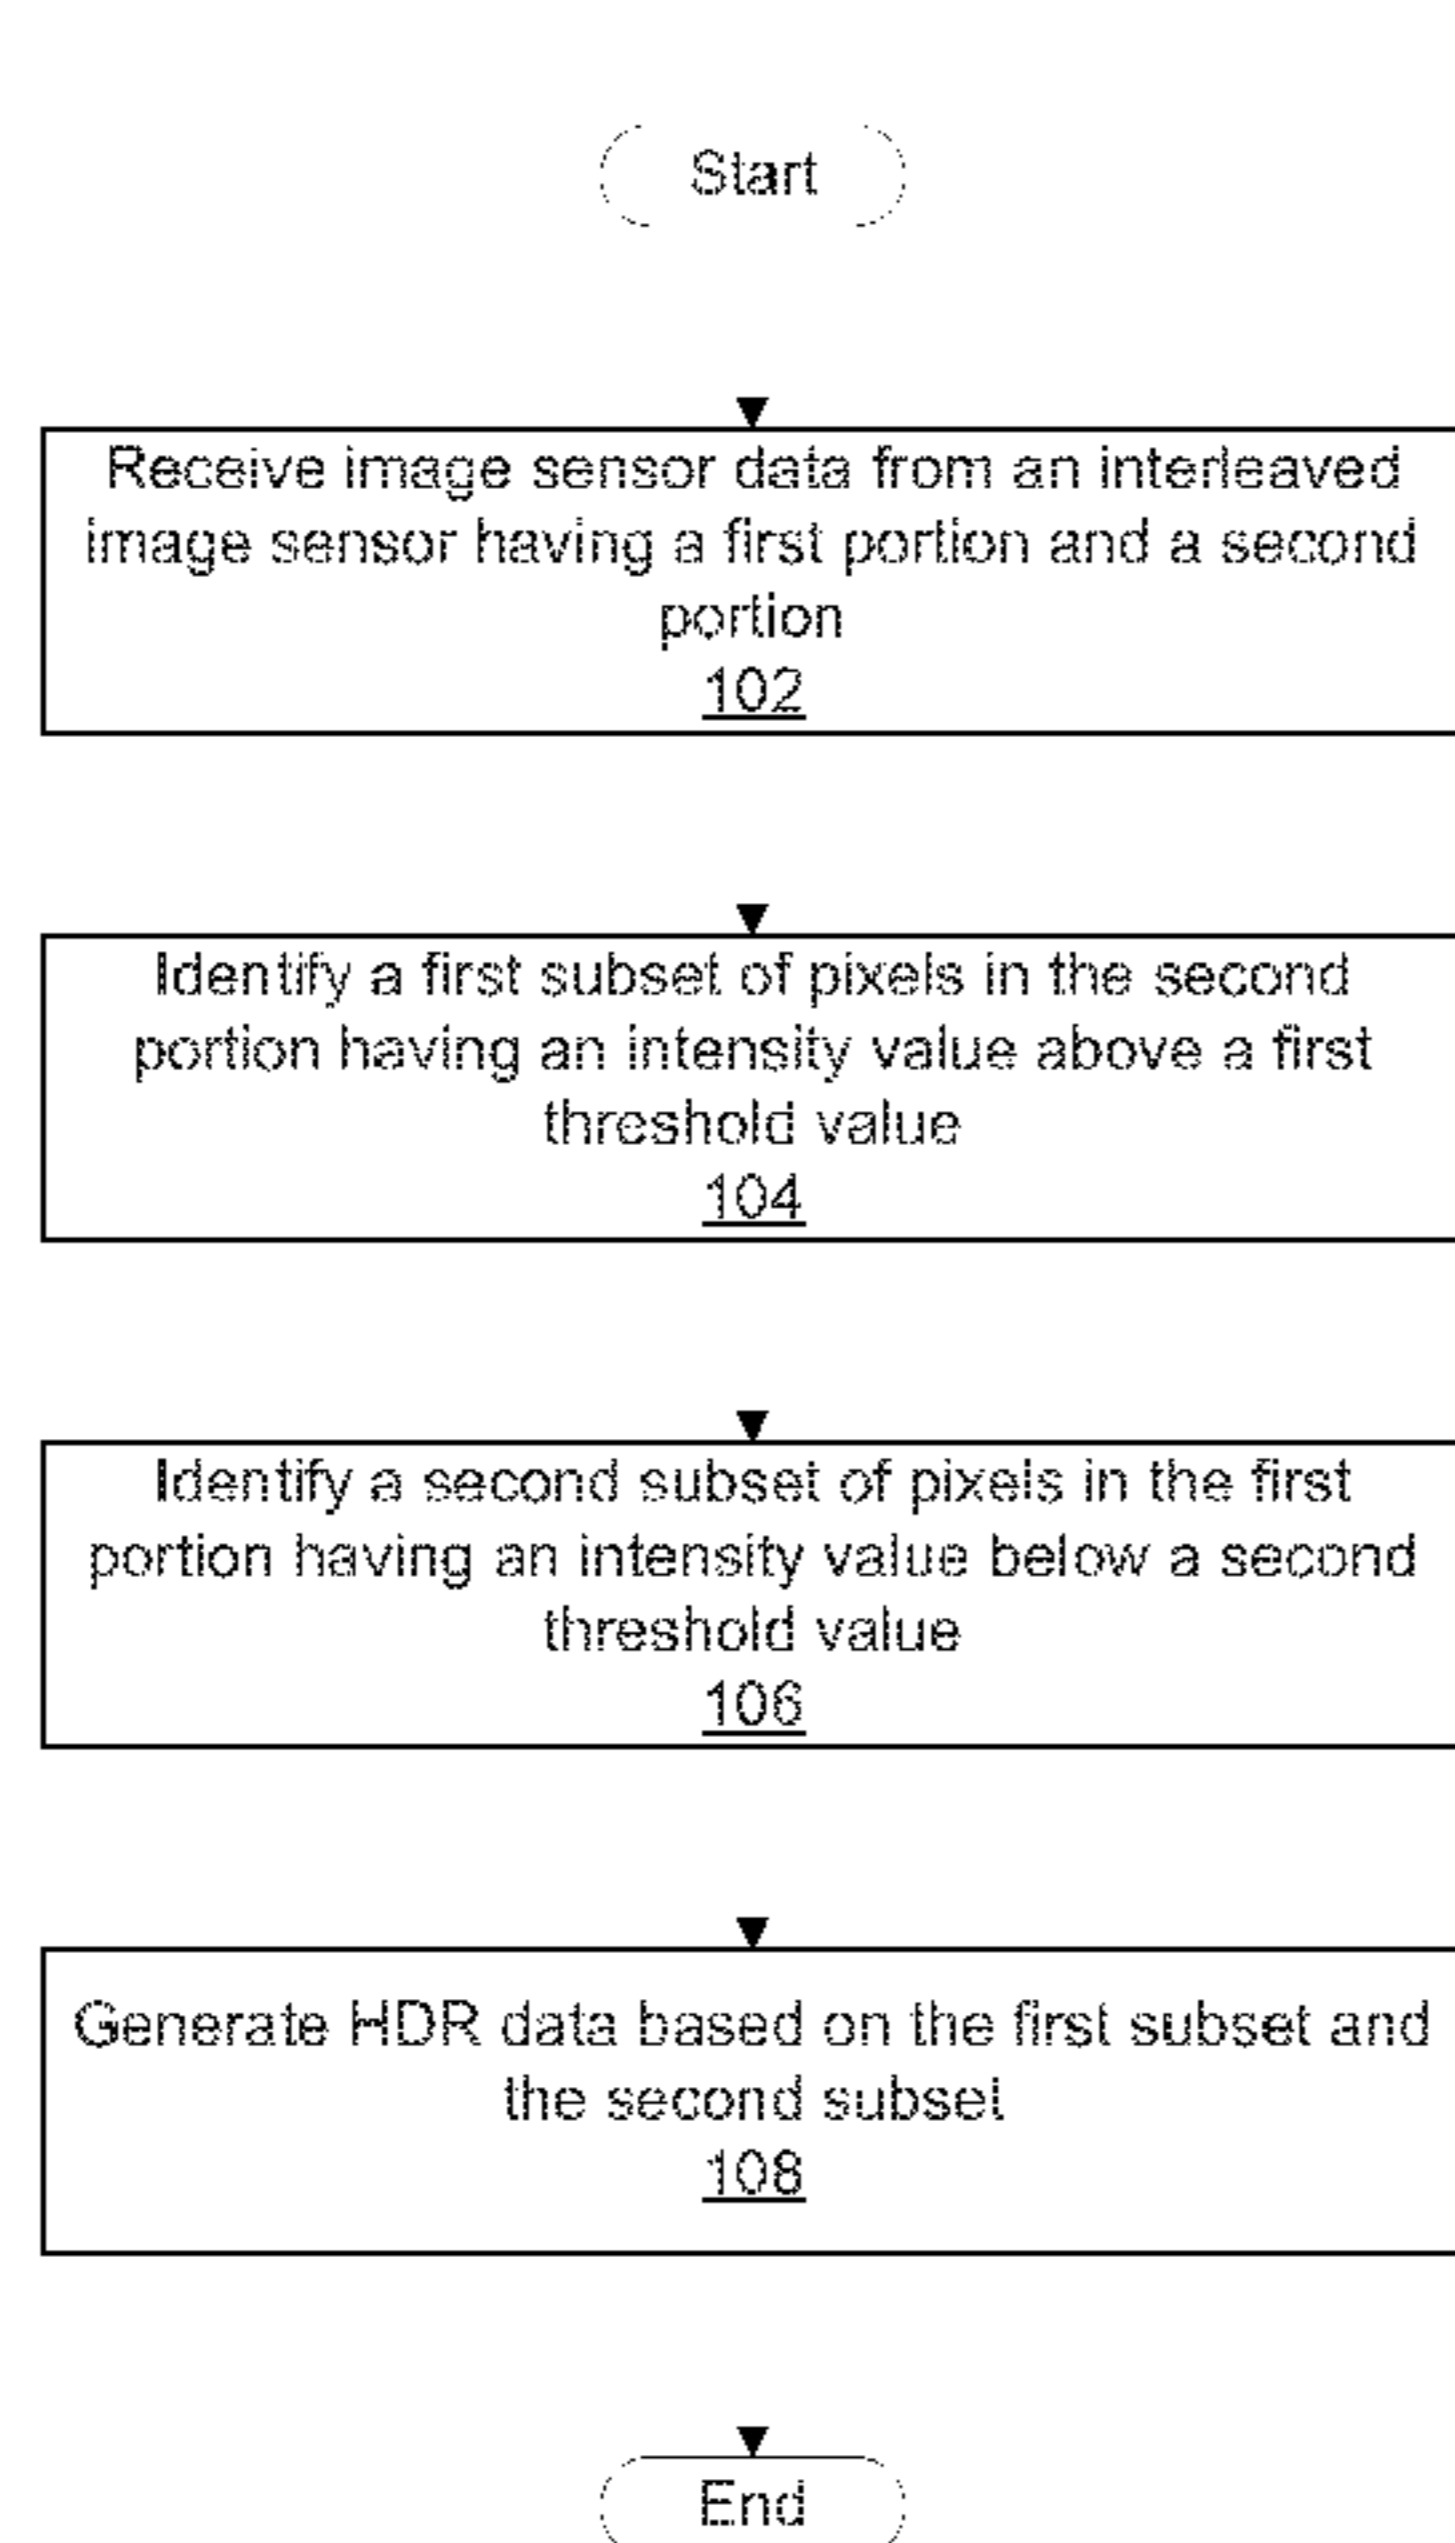 Start
Receive image sensor data from an interleaved
image sensor having a first portion and a second
portion
102
Identify a first subset of pixels in the second
portion having an intensity value above a first
threshold value
104
Identify a second subset of pixels in the first
portion having an intensity value below a second
threshold value
106
Generate HDR data based on the first subset and
the second subset
108
End